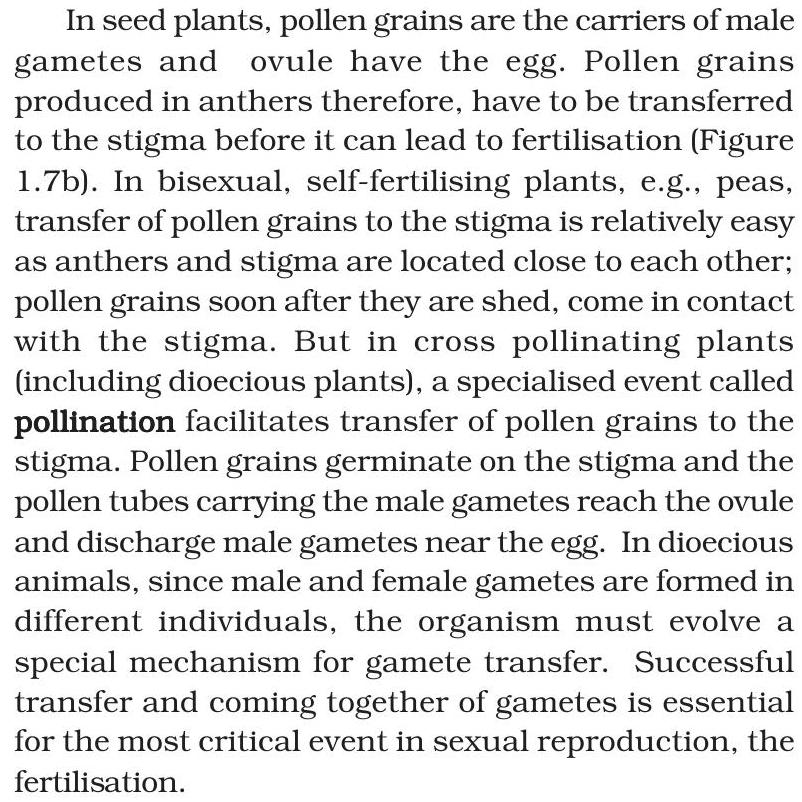 In seed plants, pollen grains are the carriers of male
gametes and ovule have the egg. Pollen grains
produced in anthers therefore, have to be transferred
to the stigma before it can lead to fertilisation (Figure
1.7b). In bisexual, self-fertilising plants, e.g., peas,
transfer of pollen grains to the stigma is relatively easy
as anthers and stigma are located close to each other;
pollen grains soon after they are shed, come in contact
with the stigma. But in cross pollinating plants
(including dioecious plants), a specialised event called
pollination facilitates transfer of pollen grains to the
stigma. Pollen grains germinate on the stigma and the
pollen tubes carrying the male gametes reach the ovule
and discharge male gametes near the egg. In dioecious
animals, since male and female gametes are formed in
different individuals, the organism must evolve a
special mechanism for gamete transfer. Successful
transfer and coming together of gametes is essential
for the most critical event in sexual reproduction, the
fertilisation.